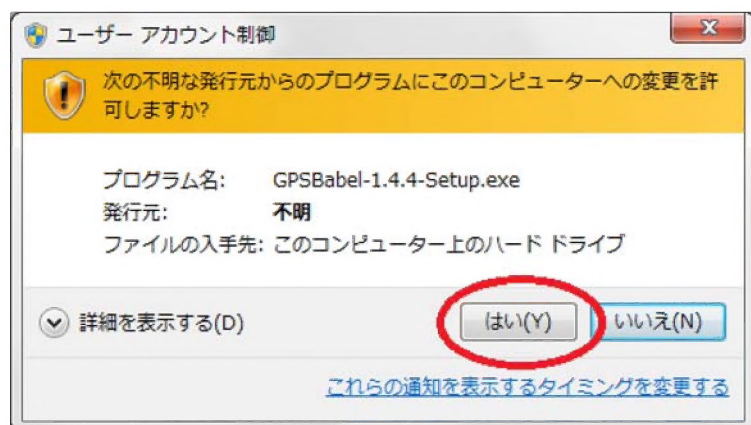 ユーザー アカウント制御
次の不明な発行元からのプログラムにこのコンピューターへの変更を許
可しますか?
プログラム名: GPSBabel-1.4.4-Setup.exe
発行元: 不明
ファイルの入手先: このコンピューター上のハード ドライブ
詳細を表示する(D) はい(Y) いいえ(N)
これらの通知を表示するタイミングを変更する